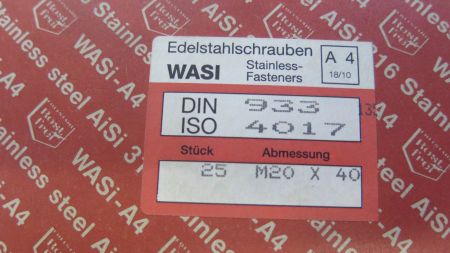 Edelstahlschrauben
WASI Stainless-
Fasteners
A 4
18/10
DIN 933
ISO 4017
Stück Abmessung
25 M20 X 40
Stainless steel AiSi 316
WASi-A4
Stainless steel AiSi 3
WASi-A4
WASi-A4
Stainless steel AiSi